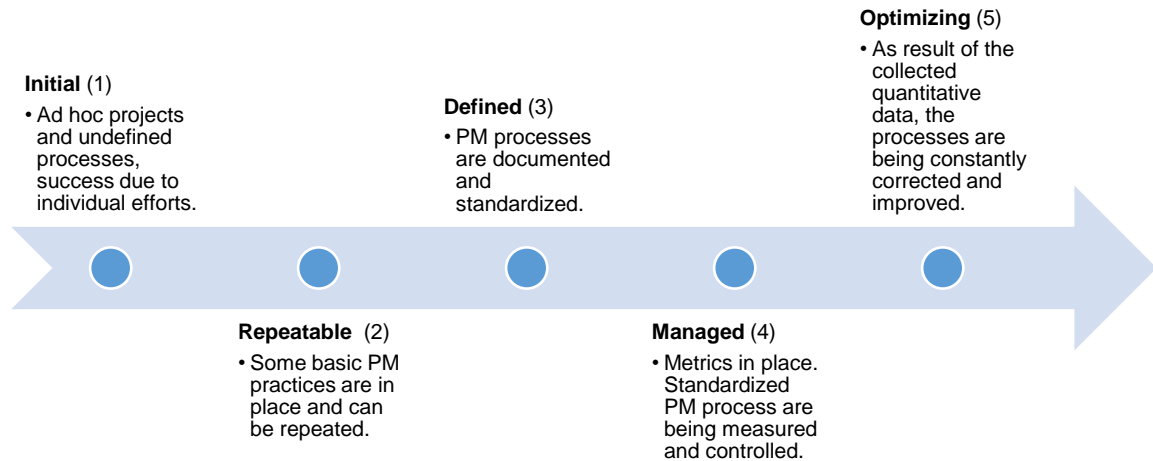 Initial (1)
• Ad hoc projects
and undefined
processes,
success due to
individual efforts.
Repeatable (2)
• Some basic PM
practices are in
place and can
be repeated.
Defined (3)
• PM processes
are documented
and
standardized.
Managed (4)
• Metrics in place.
Standardized
PM process are
being measured
and controlled.
Optimizing (5)
• As result of the
collected
quantitative
data, the
processes are
being constantly
corrected and
improved.